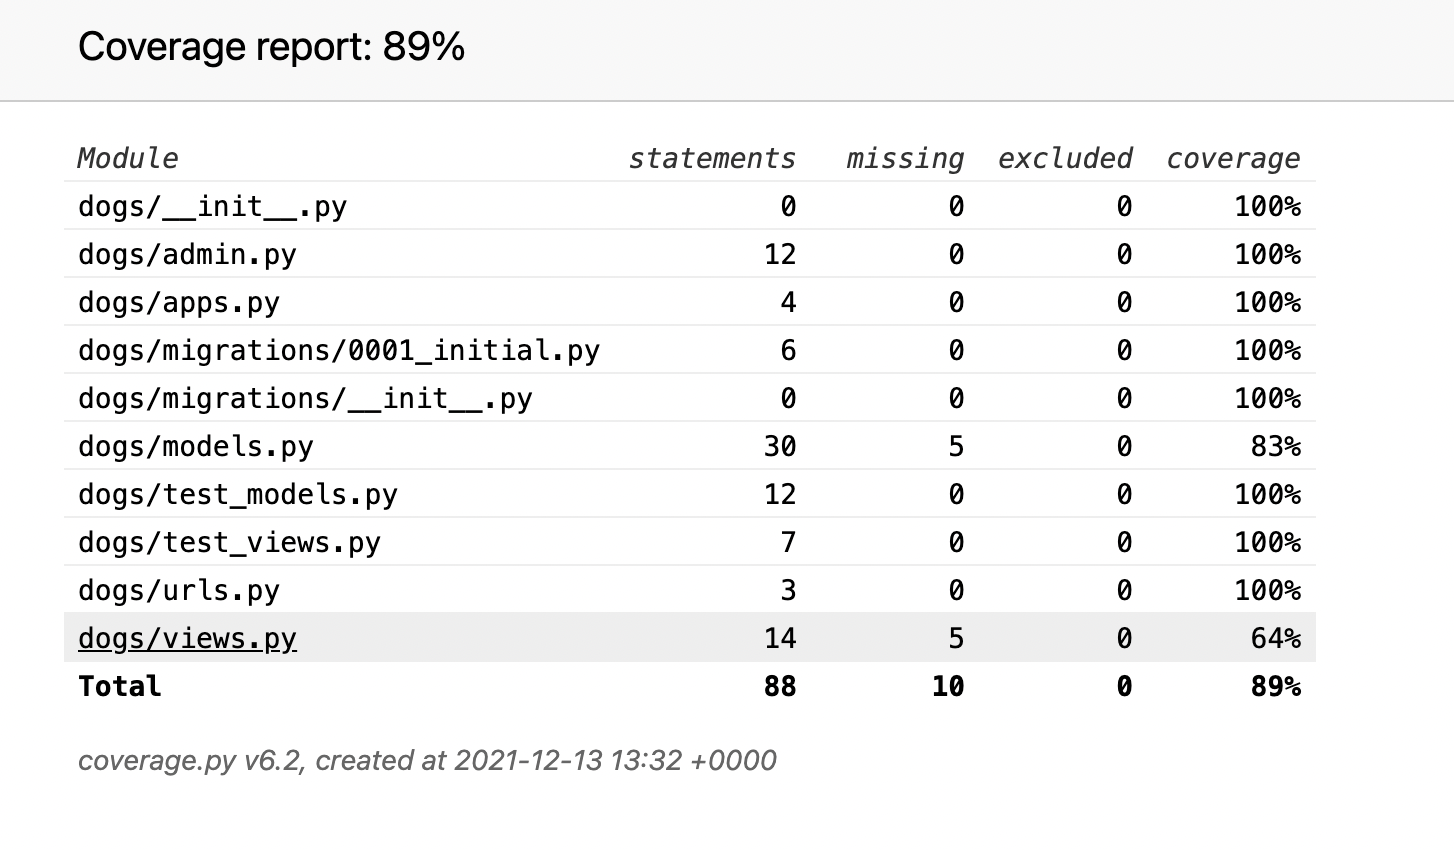 Coverage report: 89%
Module statements missing excluded coverage
dogs/__init__.py 0 0 0 100%
dogs/admin.py 12 0 0 100%
dogs/apps.py 4 0 0 100%
dogs/migrations/0001_initial.py 6 0 0 100%
dogs/migrations/__init__.py 0 0 0 100%
dogs/models.py 30 5 0 83%
dogs/test_models.py 12 0 0 100%
dogs/test_views.py 7 0 0 100%
dogs/urls.py 3 0 0 100%
dogs/views.py 14 5 0 64%
Total 88 10 0 89%
coverage.py v6.2, created at 2021-12-13 13:32 +0000